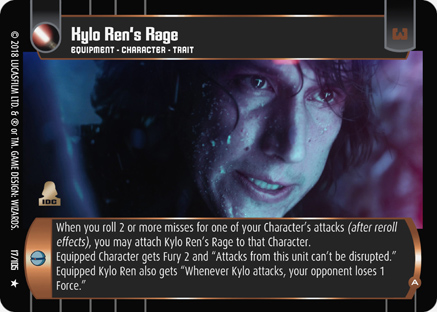 Kylo Ren's Rage
EQUIPMENT - CHARACTER - TRAIT
3
© 2018 LUCASFILM LTD. & ® or TM. GAME DESIGN: WIZARDS.
IDC
17/105
When you roll 2 or more misses for one of your Character's attacks (after reroll
effects), you may attach Kylo Ren's Rage to that Character.
Equipped Character gets Fury 2 and "Attacks from this unit can't be disrupted."
Equipped Kylo Ren also gets "Whenever Kylo attacks, your opponent loses 1
Force."
A